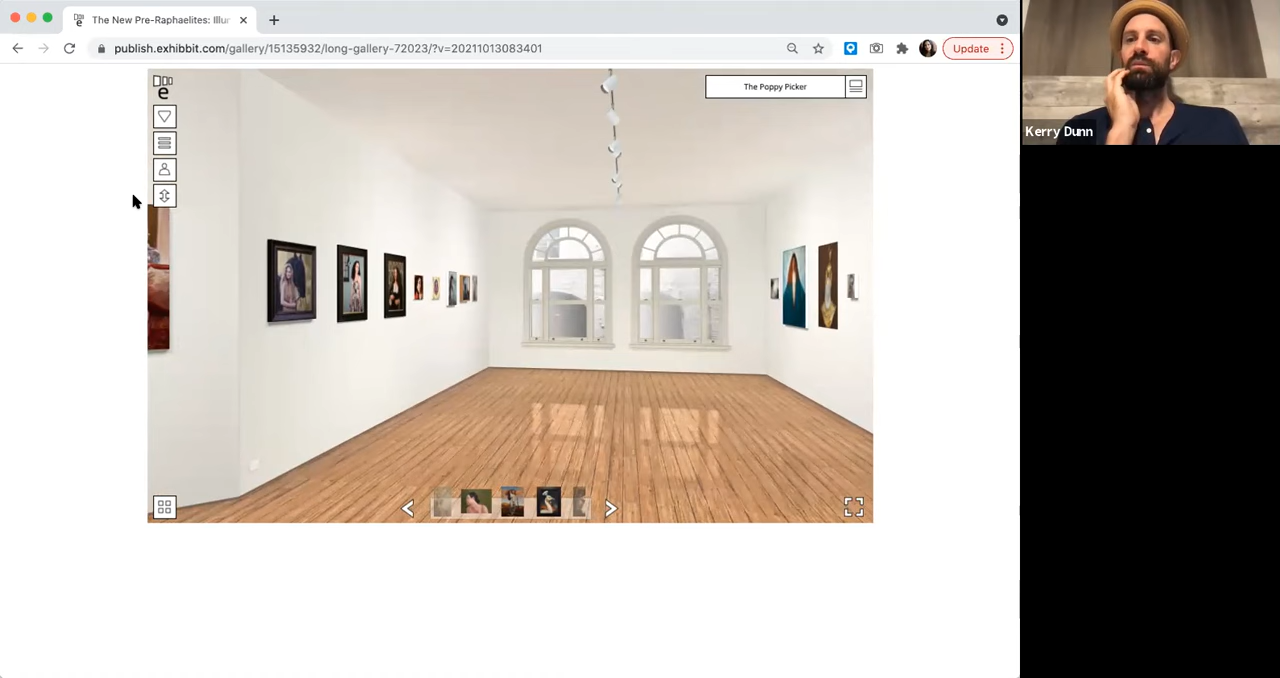 The New Pre-Raphaelites: Illu
publish.exhibbit.com/gallery/15135932/long-gallery-72023/?v=20211013083401
Update
e
The Poppy Picker
Kerry Dunn